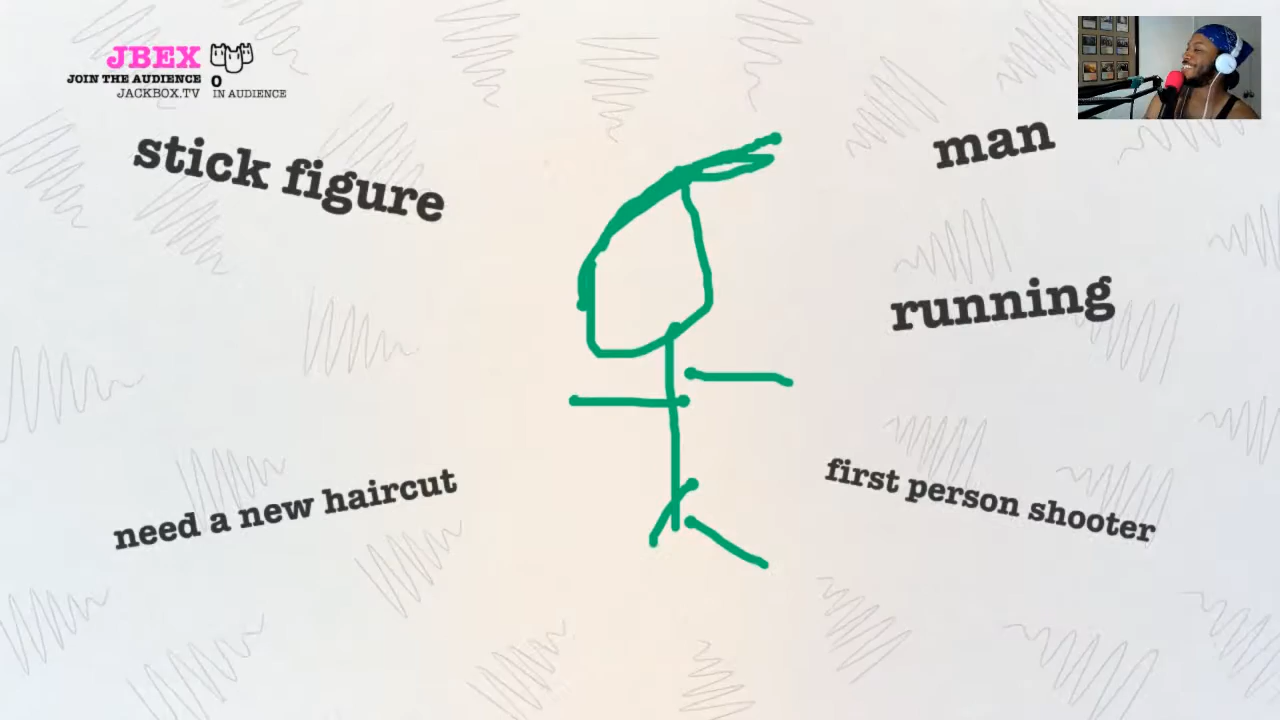 JBEX
JOIN THE AUDIENCE
JACKBOX.TV
0
IN AUDIENCE
stick figure
man
running
need a new haircut
first person shooter